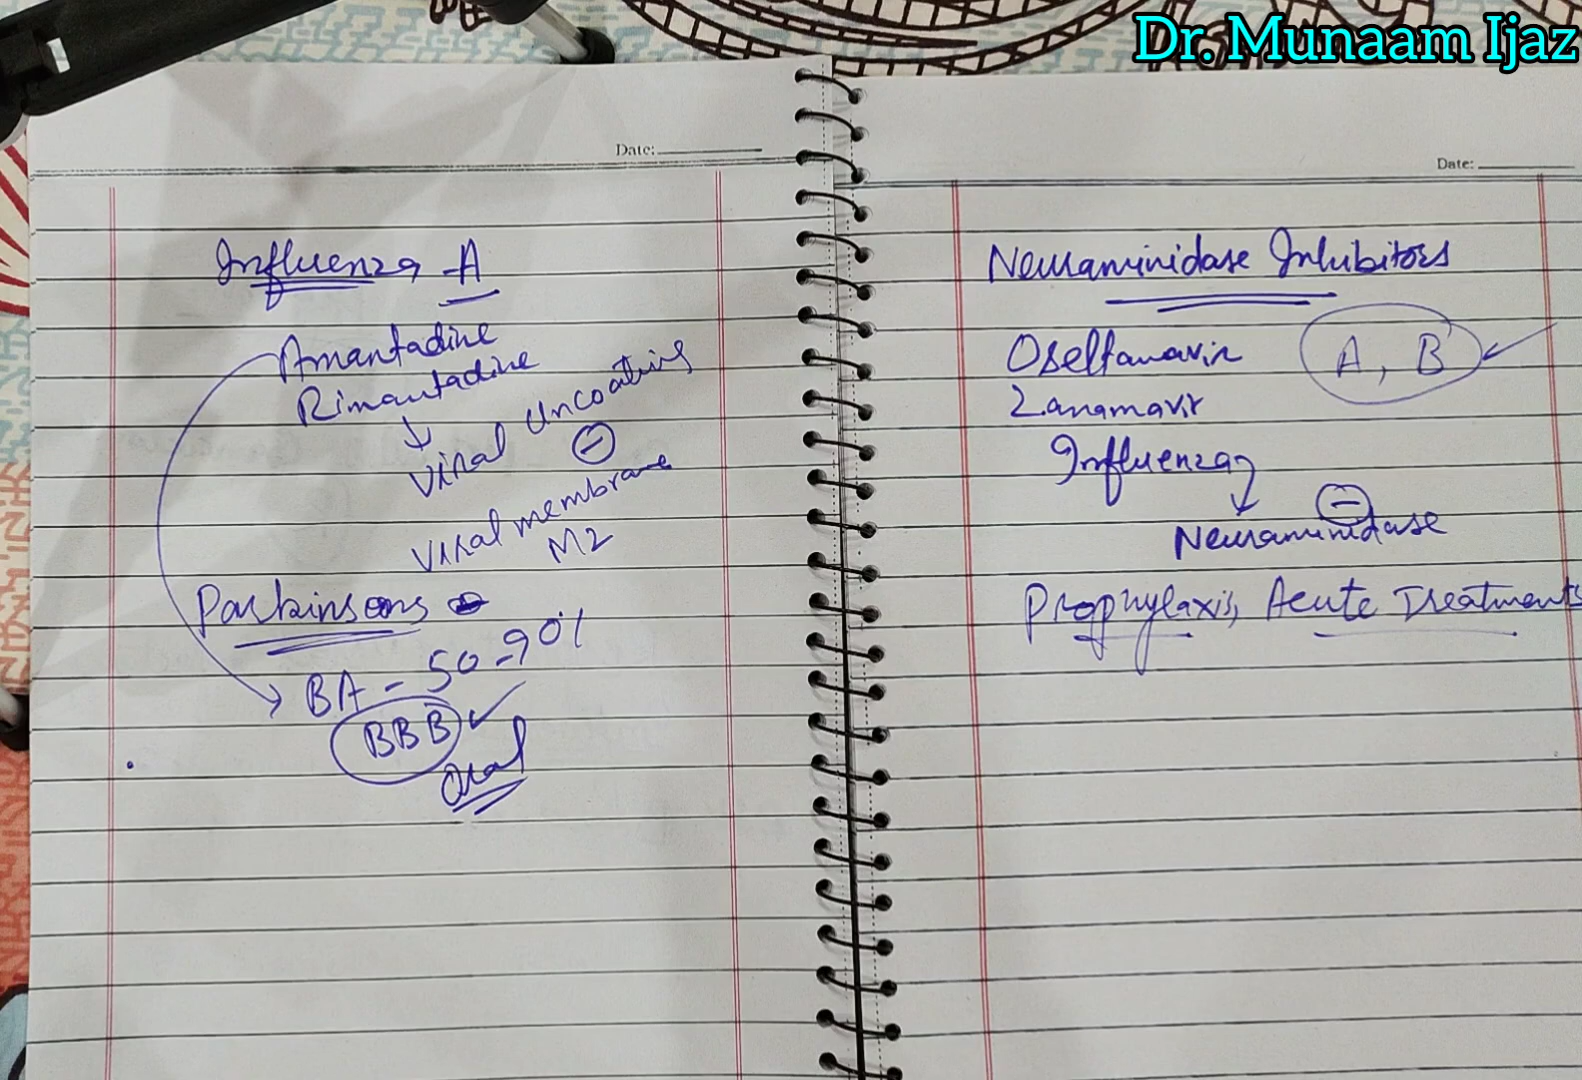 Dr. Munaam Ijaz
Date:
Influenza -A
Amantadine
Rimantadine
↓
Viral Uncoating
⊖
Viral membrane
M2
Parkinsons
→ BA - 50-90%
BBB ✓
Oral
Date:
Neuraminidase Inhibitors
Oseltamavir A, B ✓
Zanamavir
Influenza
↓ ⊖
Neuraminidase
Prophylaxis, Acute Treatments